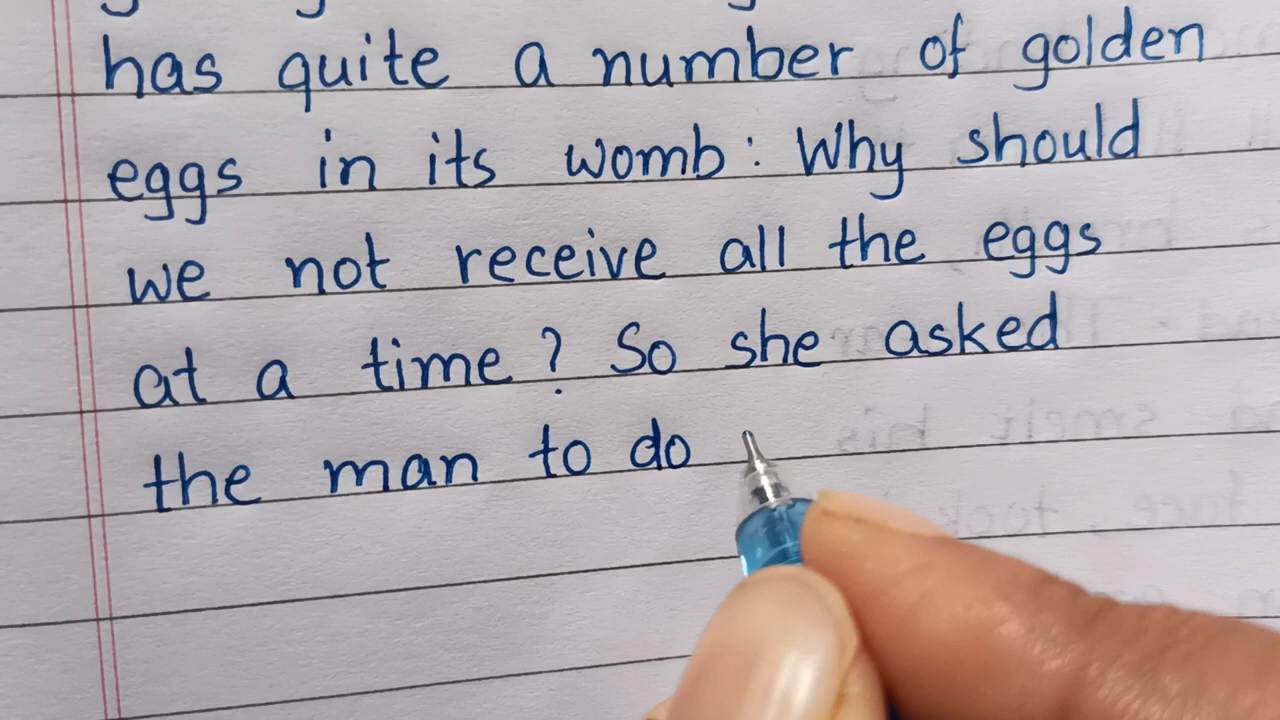 has quite a number of golden
eggs in its womb: Why should
we not receive all the eggs
at a time? So she asked
the man to do